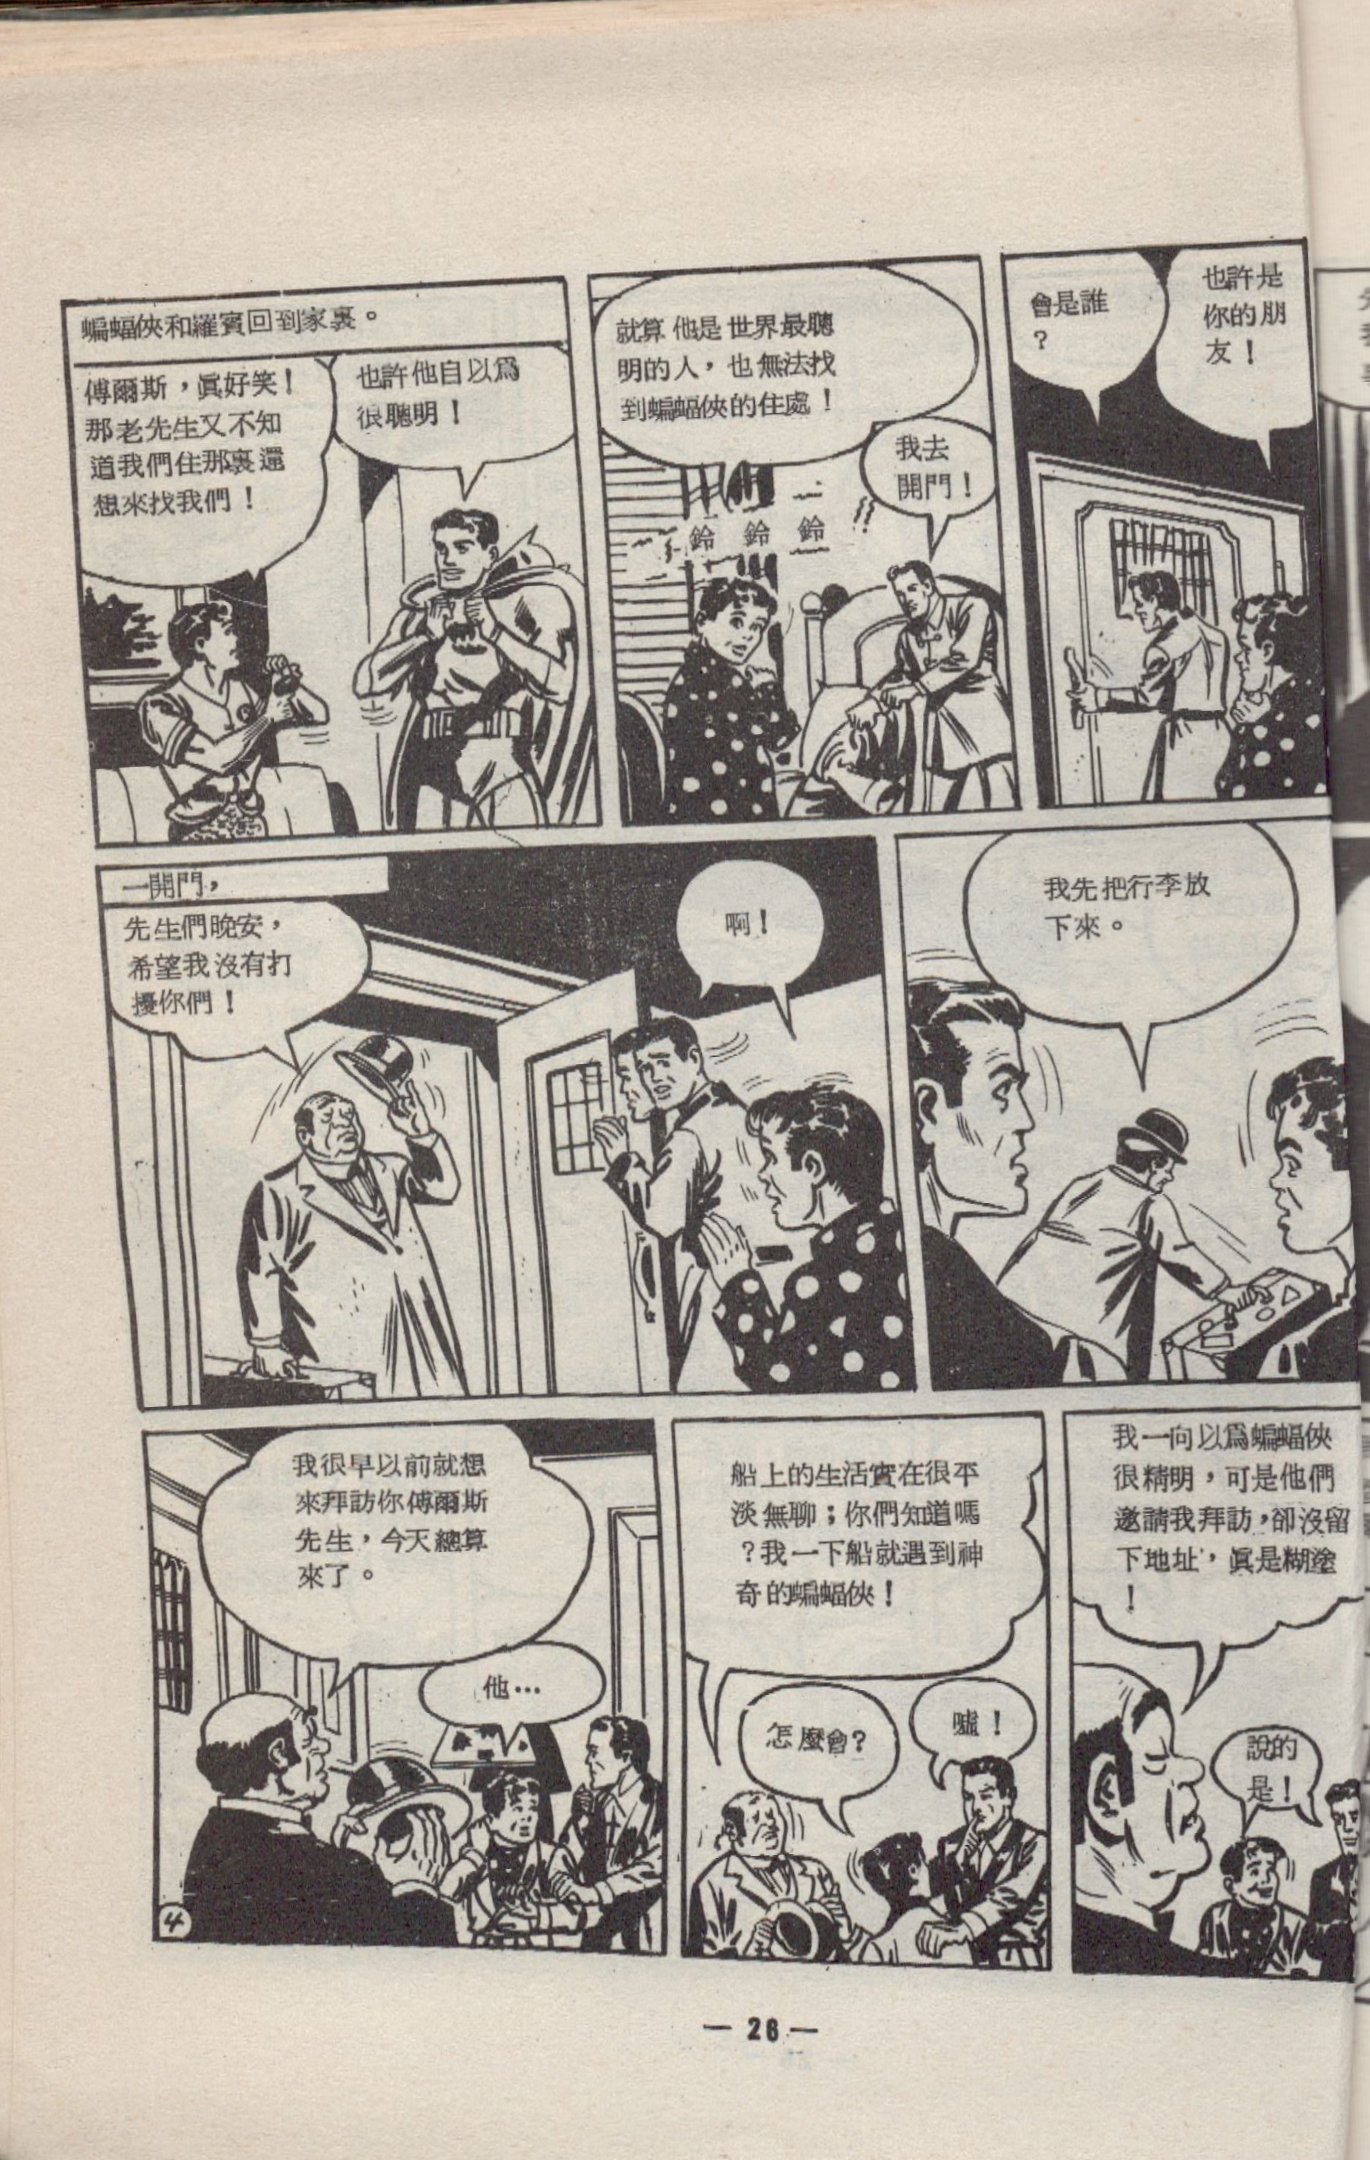 蝙蝠俠和羅賓回到家裏。
傅爾斯，眞好笑！
那老先生又不知
道我們住那裏還
想來找我們！
也許他自以爲
很聰明！
就算他是世界最聰
明的人，也無法找
到蝙蝠俠的住處！
鈴 鈴 鈴 !!
我去
開門！
會是誰
？
也許是
你的朋
友！
一開門，
先生們晚安，
希望我沒有打
擾你們！
啊！
我先把行李放
下來。
我很早以前就想
來拜訪你傅爾斯
先生，今天總算
來了。
他…
4
船上的生活實在很平
淡無聊；你們知道嗎
？我一下船就遇到神
奇的蝙蝠俠！
怎麼會？
噓！
我一向以爲蝙蝠俠
很精明，可是他們
邀請我拜訪，卻沒留
下地址，眞是糊塗
！
說的
是！
— 26 —